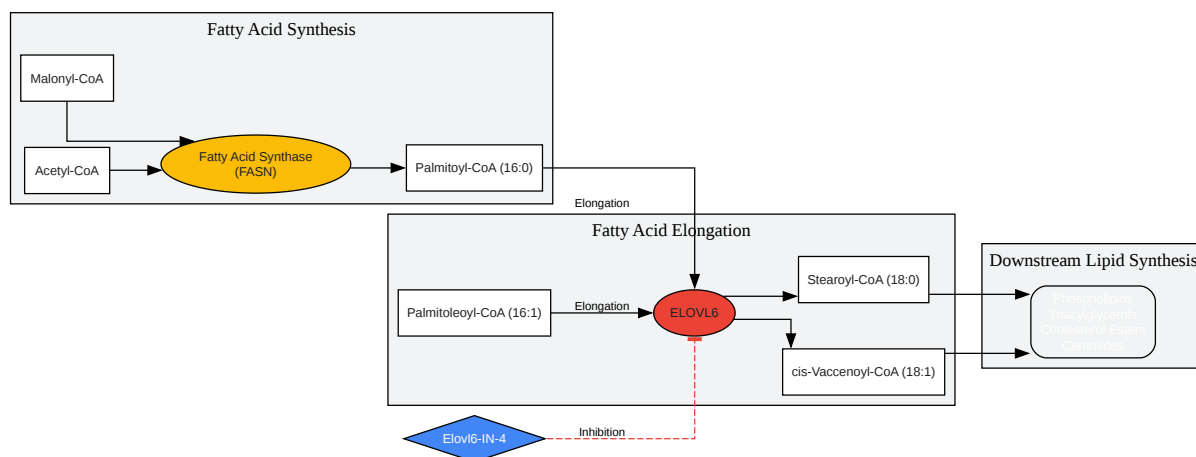 Fatty Acid Synthesis
Malonyl-CoA
Acetyl-CoA
Fatty Acid Synthase
(FASN)
Palmitoyl-CoA (16:0)
Elongation
Fatty Acid Elongation
Palmitoleoyl-CoA (16:1)
Elongation
ELOVL6
Stearoyl-CoA (18:0)
cis-Vaccenoyl-CoA (18:1)
Downstream Lipid Synthesis
Phospholipids
Triacylglycerols
Cholesterol Esters
Ceramides
Elovl6-IN-4
Inhibition